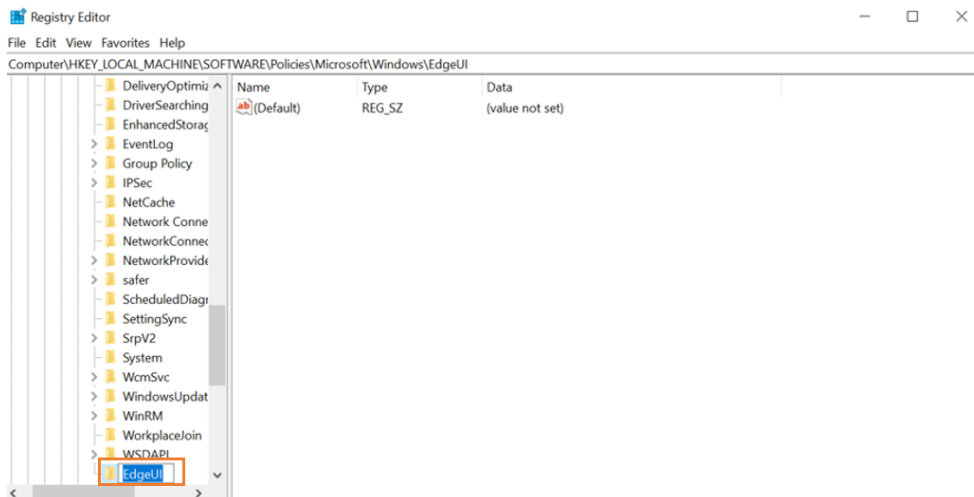 Registry Editor
File Edit View Favorites Help
Computer\HKEY_LOCAL_MACHINE\SOFTWARE\Policies\Microsoft\Windows\EdgeUI
Name Type Data
ab (Default) REG_SZ (value not set)
DeliveryOptimiz
DriverSearching
EnhancedStorag
EventLog
Group Policy
IPSec
NetCache
Network Conne
NetworkConnec
NetworkProvide
safer
ScheduledDiagn
SettingSync
SrpV2
System
WcmSvc
WindowsUpdat
WinRM
WorkplaceJoin
WSDAPI
EdgeUI